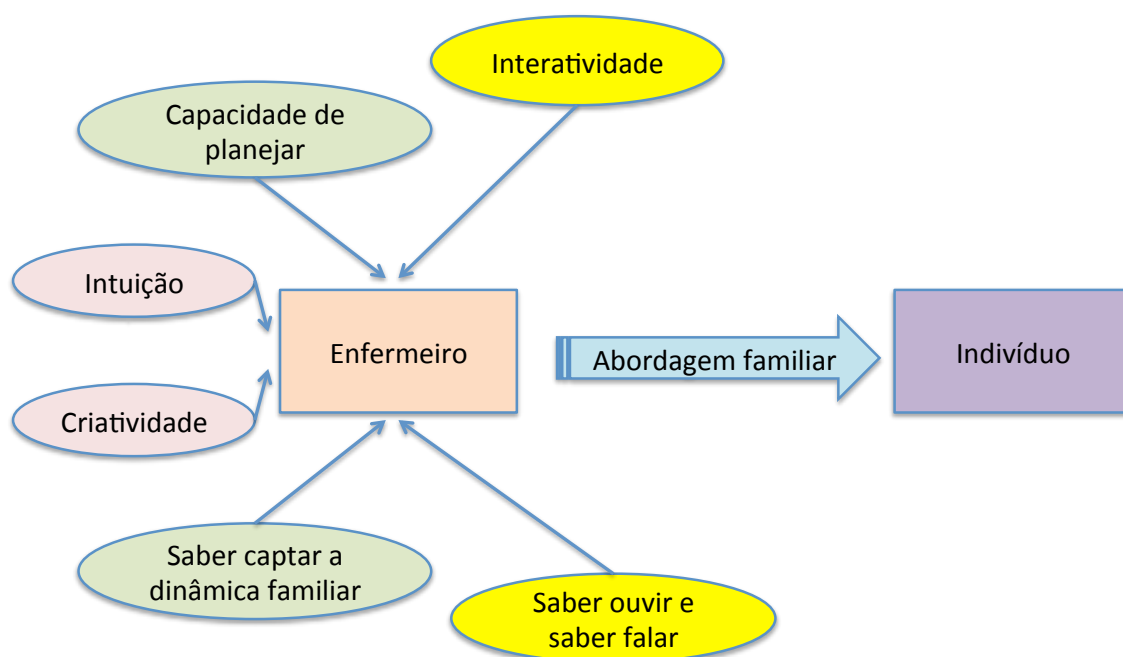 Interatividade
Capacidade de
planejar
Intuição
Enfermeiro
Abordagem familiar
Indivíduo
Criatividade
Saber captar a
dinâmica familiar
Saber ouvir e
saber falar